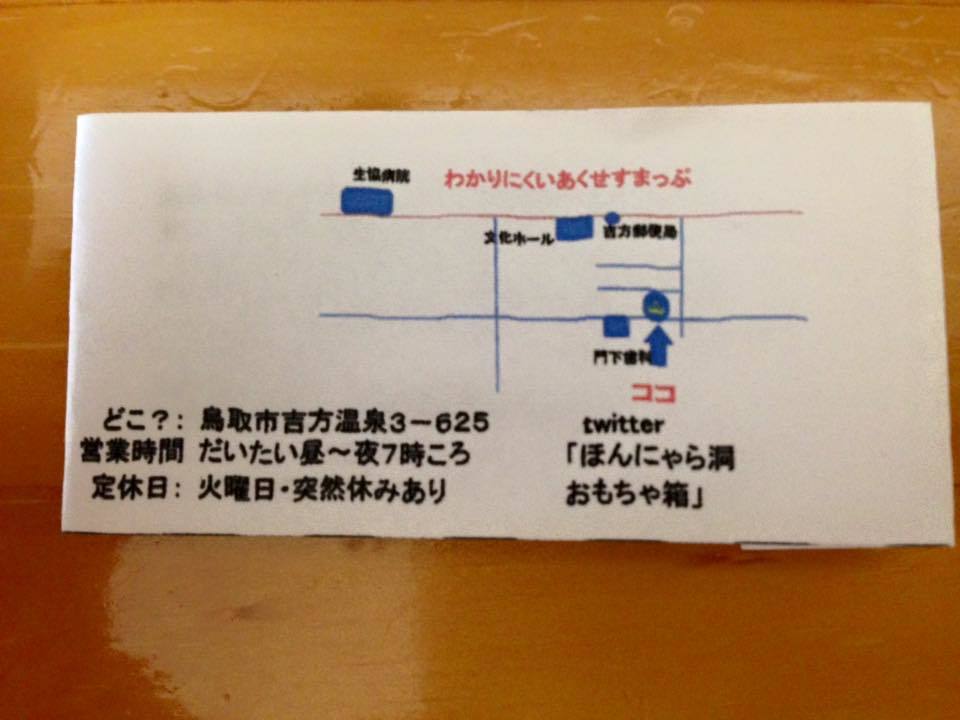 生協病院
わかりにくいあくせすまっぷ
文化ホール
吉方郵便局
門下歯科
ココ
どこ？：鳥取市吉方温泉3－625
営業時間 だいたい昼～夜7時ころ
定休日：火曜日・突然休みあり
twitter
「ほんにゃら洞
おもちゃ箱」